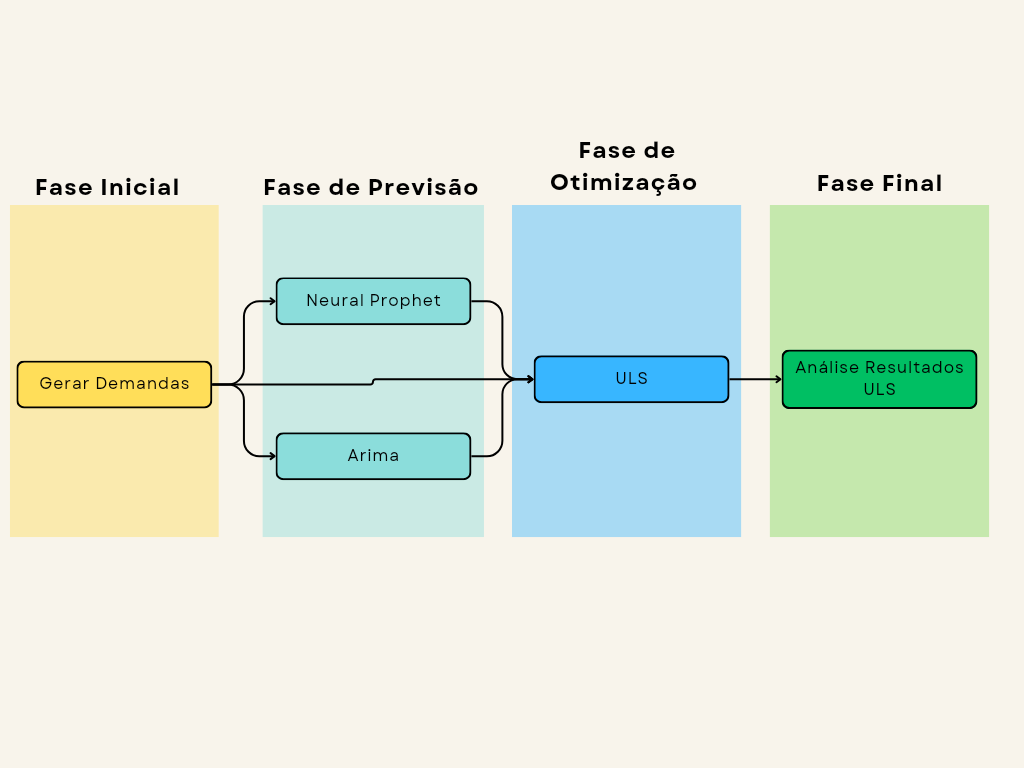 Fase Inicial
Fase de Previsão
Fase de
Otimização
Fase Final
Gerar Demandas
Neural Prophet
Arima
ULS
Análise Resultados
ULS